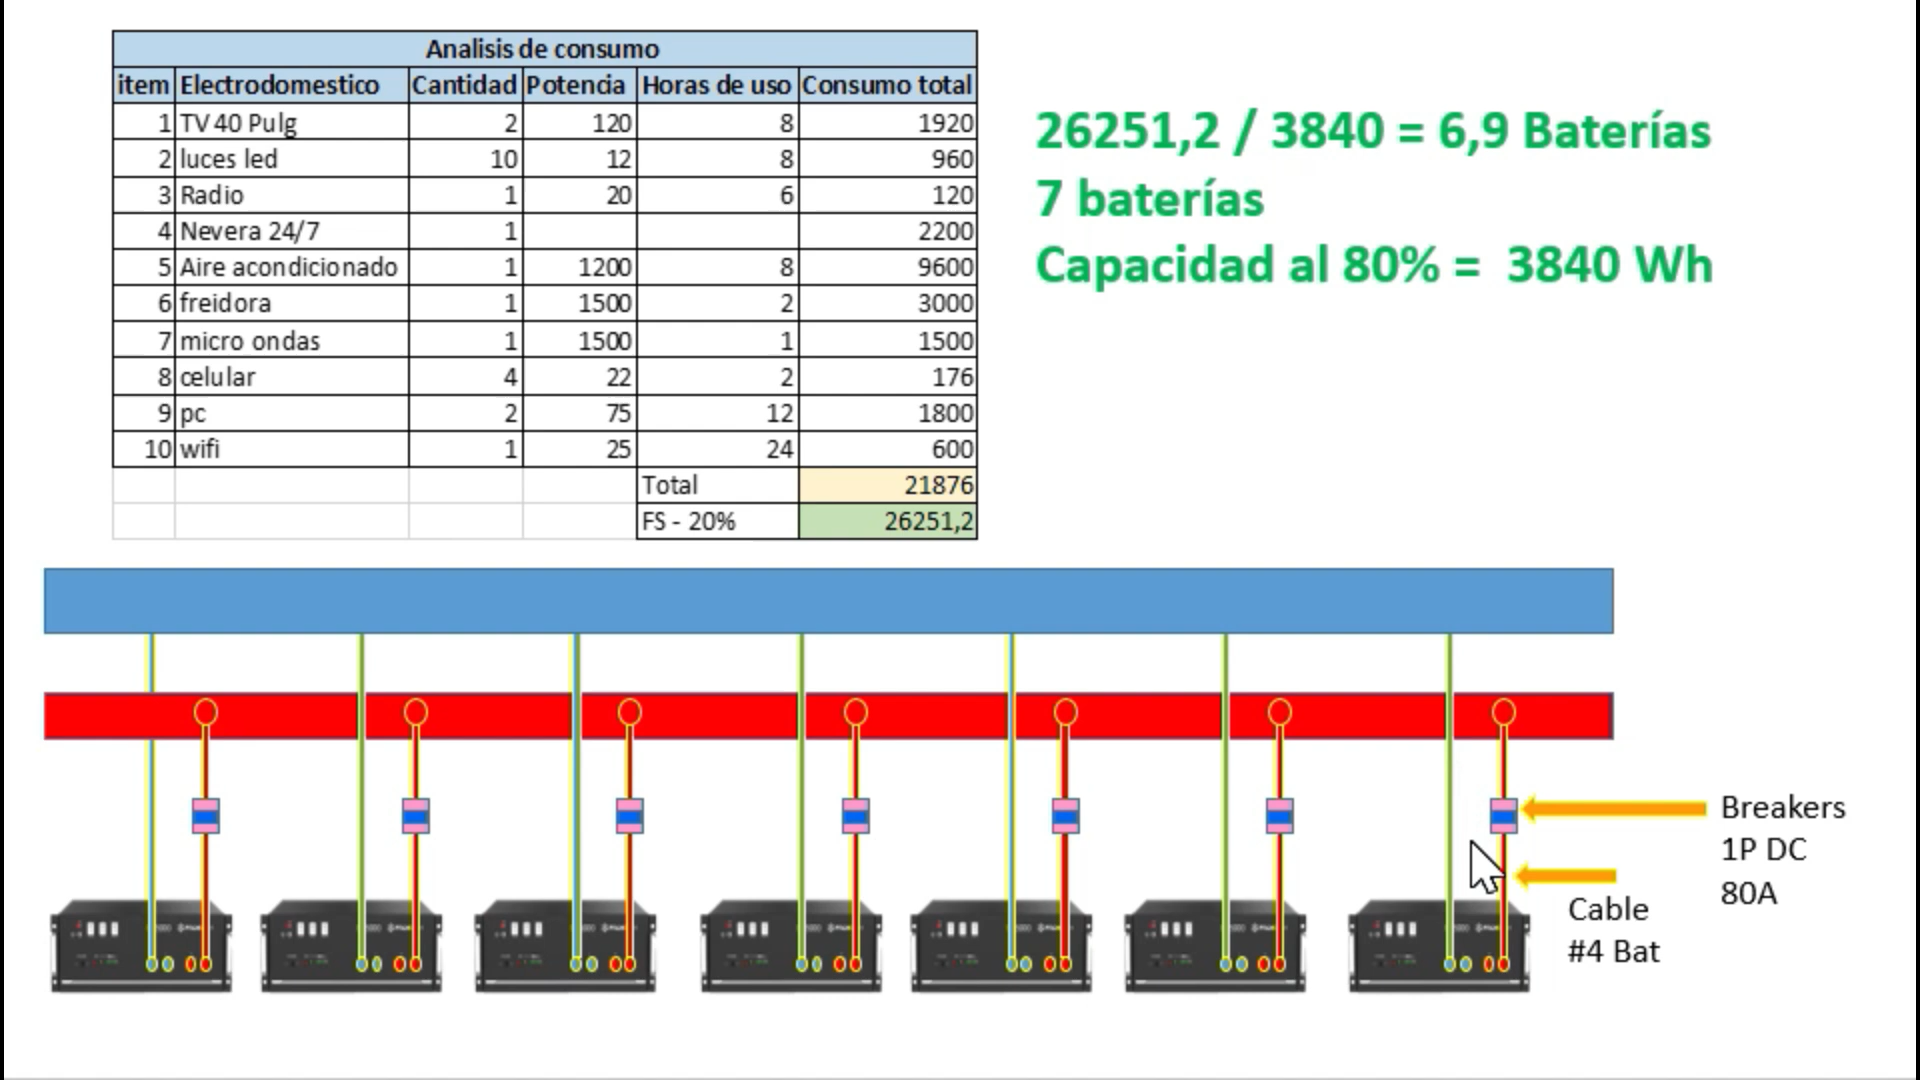 Analisis de consumo
item Electrodomestico Cantidad Potencia Horas de uso Consumo total
1 TV 40 Pulg 2 120 8 1920
2 luces led 10 12 8 960
3 Radio 1 20 6 120
4 Nevera 24/7 1 2200
5 Aire acondicionado 1 1200 8 9600
6 freidora 1 1500 2 3000
7 micro ondas 1 1500 1 1500
8 celular 4 22 2 176
9 pc 2 75 12 1800
10 wifi 1 25 24 600
Total 21876
FS - 20% 26251,2
26251,2 / 3840 = 6,9 Baterías
7 baterías
Capacidad al 80% = 3840 Wh
Breakers
1P DC
80A
Cable
#4 Bat